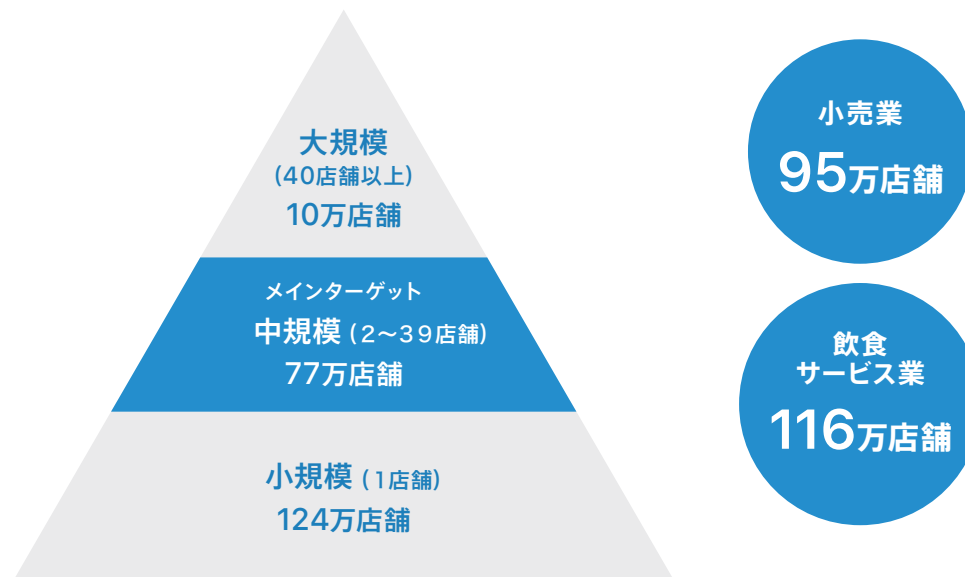 大規模
(40店舗以上)
10万店舗
メインターゲット
中規模 (2〜39店舗)
77万店舗
小規模 (1店舗)
124万店舗
小売業
95万店舗
飲食
サービス業
116万店舗